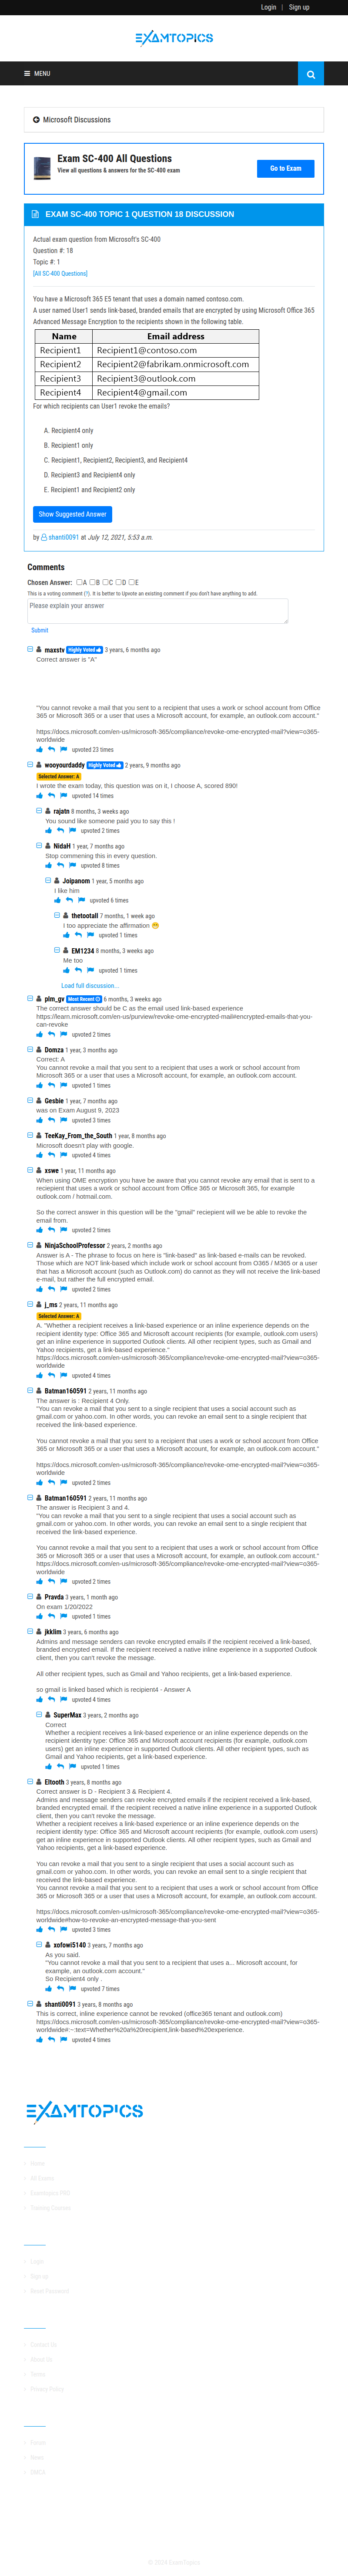 Login | Sign up
EXAMTOPICS
MENU
Microsoft Discussions
Exam SC-400 All Questions
View all questions & answers for the SC-400 exam
Go to Exam
EXAM SC-400 TOPIC 1 QUESTION 18 DISCUSSION
Actual exam question from Microsoft's SC-400
Question #: 18
Topic #: 1
[All SC-400 Questions]
You have a Microsoft 365 E5 tenant that uses a domain named contoso.com.
A user named User1 sends link-based, branded emails that are encrypted by using Microsoft Office 365
Advanced Message Encryption to the recipients shown in the following table.
Name Email address
Recipient1 Recipient1@contoso.com
Recipient2 Recipient2@fabrikam.onmicrosoft.com
Recipient3 Recipient3@outlook.com
Recipient4 Recipient4@gmail.com
For which recipients can User1 revoke the emails?
A. Recipient4 only
B. Recipient1 only
C. Recipient1, Recipient2, Recipient3, and Recipient4
D. Recipient3 and Recipient4 only
E. Recipient1 and Recipient2 only
Show Suggested Answer
by shanti0091 at July 12, 2021, 5:53 a.m.
Comments
Chosen Answer: A B C D E
This is a voting comment (?). It is better to Upvote an existing comment if you don't have anything to add.
Please explain your answer
Submit
maxstv Highly Voted 3 years, 6 months ago
Correct answer is "A"
"You cannot revoke a mail that you sent to a recipient that uses a work or school account from Office
365 or Microsoft 365 or a user that uses a Microsoft account, for example, an outlook.com account."
https://docs.microsoft.com/en-us/microsoft-365/compliance/revoke-ome-encrypted-mail?view=o365-
worldwide
upvoted 23 times
wooyourdaddy Highly Voted 2 years, 9 months ago
Selected Answer: A
I wrote the exam today, this question was on it, I choose A, scored 890!
upvoted 14 times
rajatn 8 months, 3 weeks ago
You sound like someone paid you to say this !
upvoted 2 times
NidaH 1 year, 7 months ago
Stop commening this in every question.
upvoted 8 times
Joipanom 1 year, 5 months ago
I like him
upvoted 6 times
thetootall 7 months, 1 week ago
I too appreciate the affirmation 😁
upvoted 1 times
EM1234 8 months, 3 weeks ago
Me too
upvoted 1 times
Load full discussion...
plm_gv Most Recent 6 months, 3 weeks ago
The correct answer should be C as the email used link-based experience
https://learn.microsoft.com/en-us/purview/revoke-ome-encrypted-mail#encrypted-emails-that-you-
can-revoke
upvoted 2 times
Domza 1 year, 3 months ago
Correct: A
You cannot revoke a mail that you sent to a recipient that uses a work or school account from
Microsoft 365 or a user that uses a Microsoft account, for example, an outlook.com account.
upvoted 1 times
Gesbie 1 year, 7 months ago
was on Exam August 9, 2023
upvoted 3 times
TeeKay_From_the_South 1 year, 8 months ago
Microsoft doesn't play with google.
upvoted 4 times
xswe 1 year, 11 months ago
When using OME encryption you have be aware that you cannot revoke any email that is sent to a
reciepient that uses a work or school account from Office 365 or Microsoft 365, for example
outlook.com / hotmail.com.
So the correct answer in this question will be the "gmail" reciepient will we be able to revoke the
email from.
upvoted 2 times
NinjaSchoolProfessor 2 years, 2 months ago
Answer is A - The phrase to focus on here is "link-based" as link-based e-mails can be revoked.
Those which are NOT link-based which include work or school account from O365 / M365 or a user
that has a Microsoft account (such as Outlook.com) do cannot as they will not receive the link-based
e-mail, but rather the full encrypted email.
upvoted 2 times
j_ms 2 years, 11 months ago
Selected Answer: A
A. "Whether a recipient receives a link-based experience or an inline experience depends on the
recipient identity type: Office 365 and Microsoft account recipients (for example, outlook.com users)
get an inline experience in supported Outlook clients. All other recipient types, such as Gmail and
Yahoo recipients, get a link-based experience."
https://docs.microsoft.com/en-us/microsoft-365/compliance/revoke-ome-encrypted-mail?view=o365-
worldwide
upvoted 4 times
Batman160591 2 years, 11 months ago
The answer is : Recipient 4 Only.
"You can revoke a mail that you sent to a single recipient that uses a social account such as
gmail.com or yahoo.com. In other words, you can revoke an email sent to a single recipient that
received the link-based experience.
You cannot revoke a mail that you sent to a recipient that uses a work or school account from Office
365 or Microsoft 365 or a user that uses a Microsoft account, for example, an outlook.com account."
https://docs.microsoft.com/en-us/microsoft-365/compliance/revoke-ome-encrypted-mail?view=o365-
worldwide
upvoted 2 times
Batman160591 2 years, 11 months ago
The answer is Recipient 3 and 4.
"You can revoke a mail that you sent to a single recipient that uses a social account such as
gmail.com or yahoo.com. In other words, you can revoke an email sent to a single recipient that
received the link-based experience.
You cannot revoke a mail that you sent to a recipient that uses a work or school account from Office
365 or Microsoft 365 or a user that uses a Microsoft account, for example, an outlook.com account."
https://docs.microsoft.com/en-us/microsoft-365/compliance/revoke-ome-encrypted-mail?view=o365-
worldwide
upvoted 2 times
Pravda 3 years, 1 month ago
On exam 1/20/2022
upvoted 1 times
jkklim 3 years, 6 months ago
Admins and message senders can revoke encrypted emails if the recipient received a link-based,
branded encrypted email. If the recipient received a native inline experience in a supported Outlook
client, then you can't revoke the message.
All other recipient types, such as Gmail and Yahoo recipients, get a link-based experience.
so gmail is linked based which is recipient4 - Answer A
upvoted 4 times
SuperMax 3 years, 2 months ago
Correct
Whether a recipient receives a link-based experience or an inline experience depends on the
recipient identity type: Office 365 and Microsoft account recipients (for example, outlook.com
users) get an inline experience in supported Outlook clients. All other recipient types, such as
Gmail and Yahoo recipients, get a link-based experience.
upvoted 1 times
Eltooth 3 years, 8 months ago
Correct answer is D - Recipient 3 & Recipient 4.
Admins and message senders can revoke encrypted emails if the recipient received a link-based,
branded encrypted email. If the recipient received a native inline experience in a supported Outlook
client, then you can't revoke the message.
Whether a recipient receives a link-based experience or an inline experience depends on the
recipient identity type: Office 365 and Microsoft account recipients (for example, outlook.com users)
get an inline experience in supported Outlook clients. All other recipient types, such as Gmail and
Yahoo recipients, get a link-based experience.
You can revoke a mail that you sent to a single recipient that uses a social account such as
gmail.com or yahoo.com. In other words, you can revoke an email sent to a single recipient that
received the link-based experience.
You cannot revoke a mail that you sent to a recipient that uses a work or school account from Office
365 or Microsoft 365 or a user that uses a Microsoft account, for example, an outlook.com account.
https://docs.microsoft.com/en-us/microsoft-365/compliance/revoke-ome-encrypted-mail?view=o365-
worldwide#how-to-revoke-an-encrypted-message-that-you-sent
upvoted 3 times
xofowi5140 3 years, 7 months ago
As you said.
"You cannot revoke a mail that you sent to a recipient that uses a... Microsoft account, for
example, an outlook.com account."
So Recipient4 only .
upvoted 7 times
shanti0091 3 years, 8 months ago
This is correct, inline experience cannot be revoked (office365 tenant and outlook.com)
https://docs.microsoft.com/en-us/microsoft-365/compliance/revoke-ome-encrypted-mail?view=o365-
worldwide#:~:text=Whether%20a%20recipient,link-based%20experience.
upvoted 4 times
EXAMTOPICS
Home
All Exams
Login
Sign up
Contact Us
About Us
Privacy Policy
Forum
News
DMCA
© 2024 ExamTopics